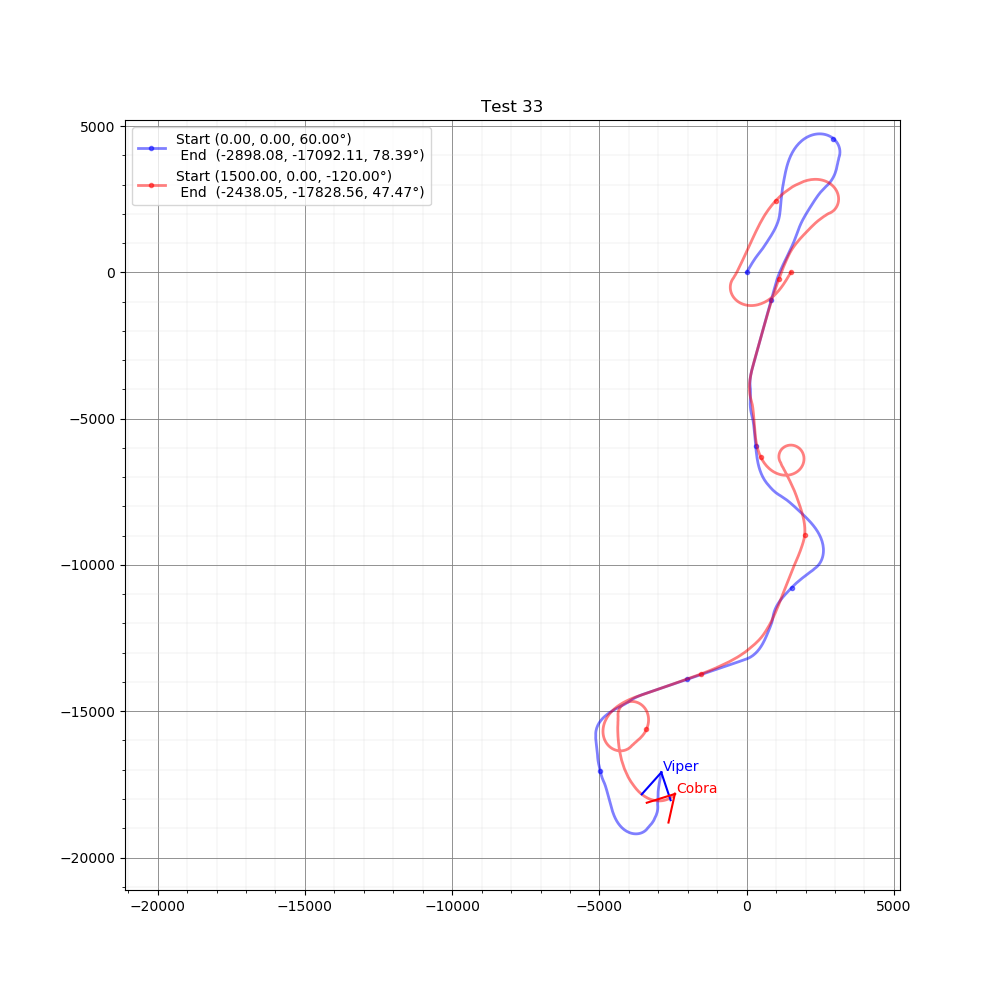 Test 33
Start (0.00, 0.00, 60.00°)
End  (-2898.08, -17092.11, 78.39°)
Start (1500.00, 0.00, -120.00°)
End  (-2438.05, -17828.56, 47.47°)
5000
0
−5000
−10000
−15000
−20000
Viper
Cobra
−20000
−15000
−10000
−5000
0
5000